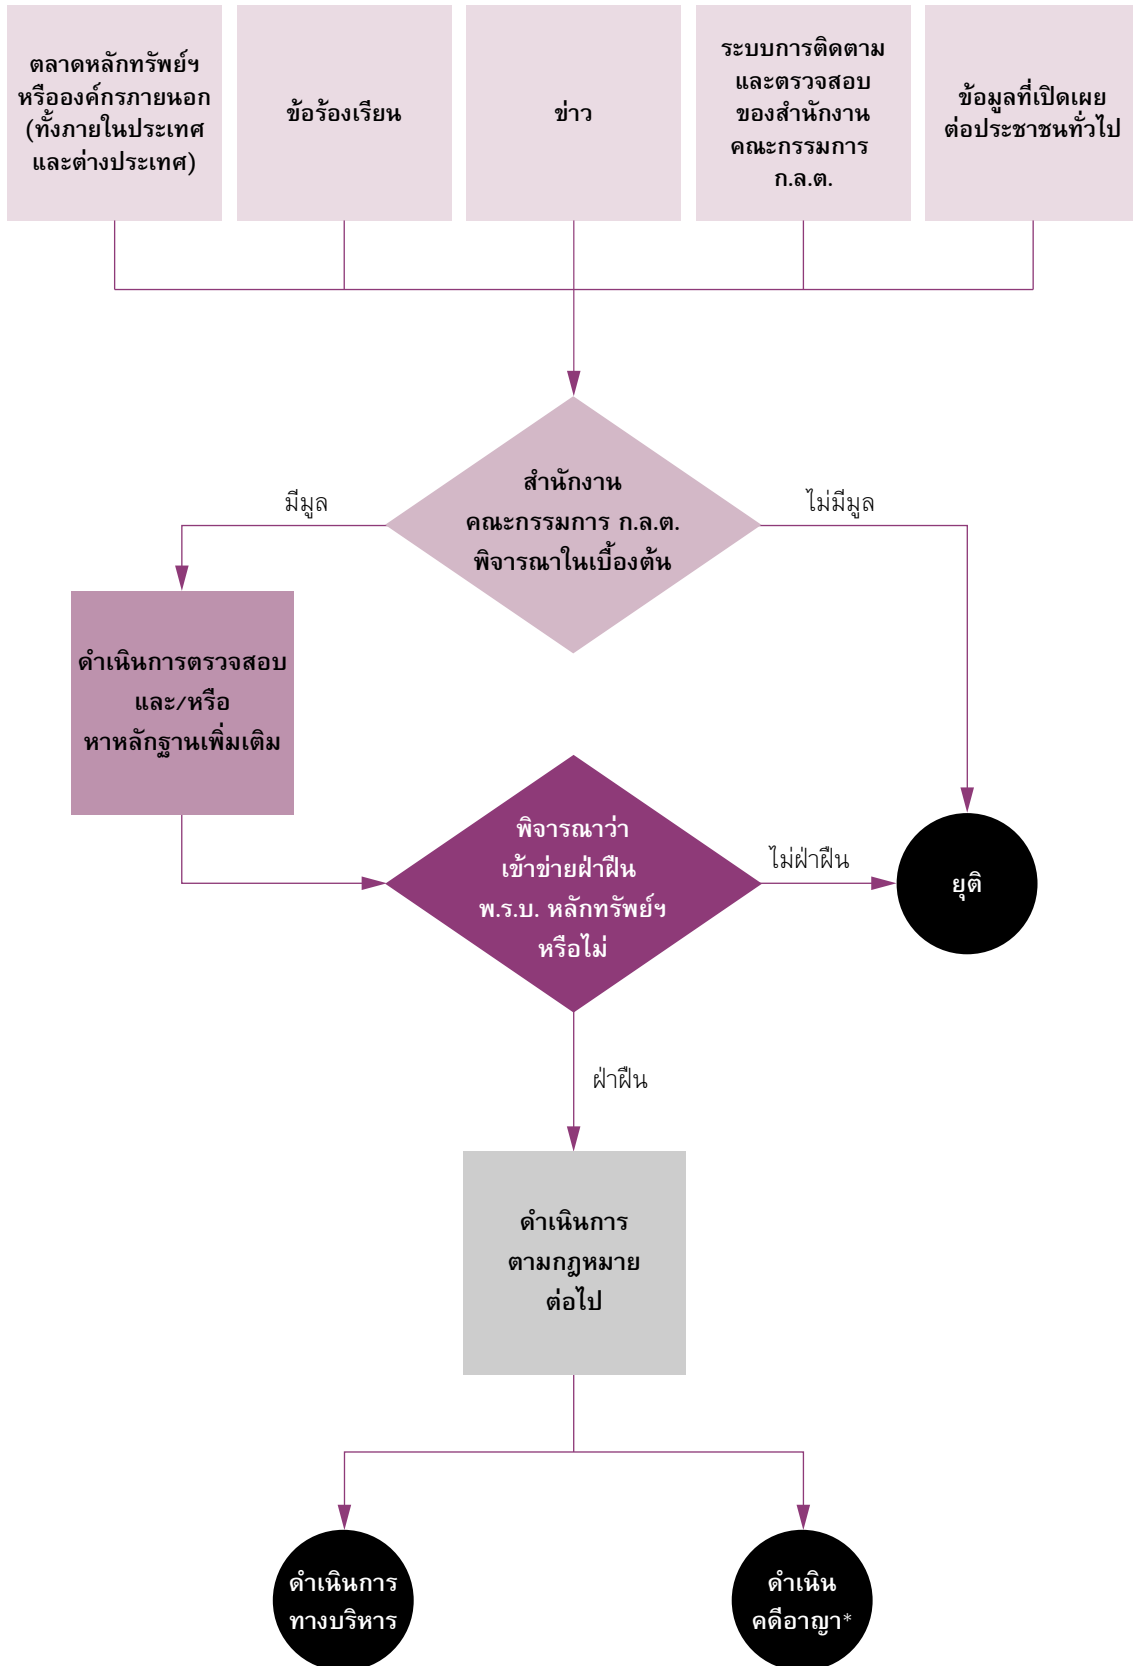 ตลาดหลักทรัพย์ฯ
หรือองค์กรภายนอก
(ทั้งภายในประเทศ
และต่างประเทศ)
ข้อร้องเรียน
ข่าว
ระบบการติดตาม
และตรวจสอบ
ของสำนักงาน
คณะกรรมการ
ก.ล.ต.
ข้อมูลที่เปิดเผย
ต่อประชาชนทั่วไป
สำนักงาน
คณะกรรมการ ก.ล.ต.
พิจารณาในเบื้องต้น
มีมูล
ไม่มีมูล
ดำเนินการตรวจสอบ
และ/หรือ
หาหลักฐานเพิ่มเติม
พิจารณาว่า
เข้าข่ายฝ่าฝืน
พ.ร.บ. หลักทรัพย์ฯ
หรือไม่
ไม่ฝ่าฝืน
ยุติ
ฝ่าฝืน
ดำเนินการ
ตามกฎหมาย
ต่อไป
ดำเนินการ
ทางบริหาร
ดำเนิน
คดีอาญา*